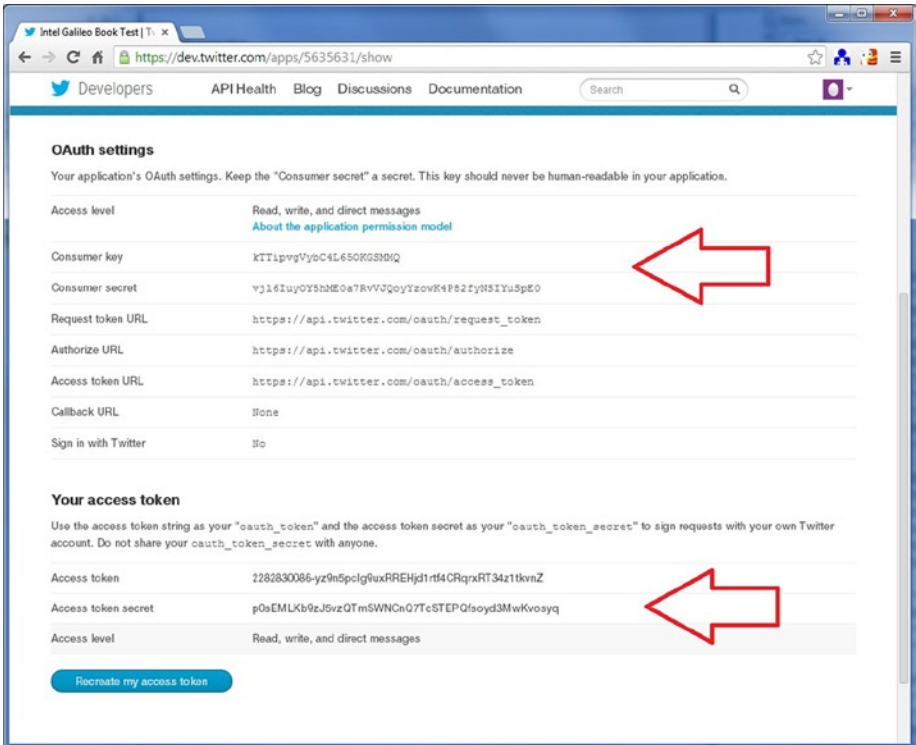 Intel Galileo Book Test | Tw
https://dev.twitter.com/apps/5635631/show
Developers API Health Blog Discussions Documentation Search
OAuth settings
Your application's OAuth settings. Keep the "Consumer secret" a secret. This key should never be human-readable in your application.
Access level Read, write, and direct messages
About the application permission model
Consumer key
Consumer secret
Request token URL https://api.twitter.com/oauth/request_token
Authorize URL https://api.twitter.com/oauth/authorize
Access token URL https://api.twitter.com/oauth/access_token
Callback URL None
Sign in with Twitter No
Your access token
Use the access token string as your "oauth_token" and the access token secret as your "oauth_token_secret" to sign requests with your own Twitter
account. Do not share your oauth_token_secret with anyone.
Access token
Access token secret
Access level Read, write, and direct messages
Recreate my access token